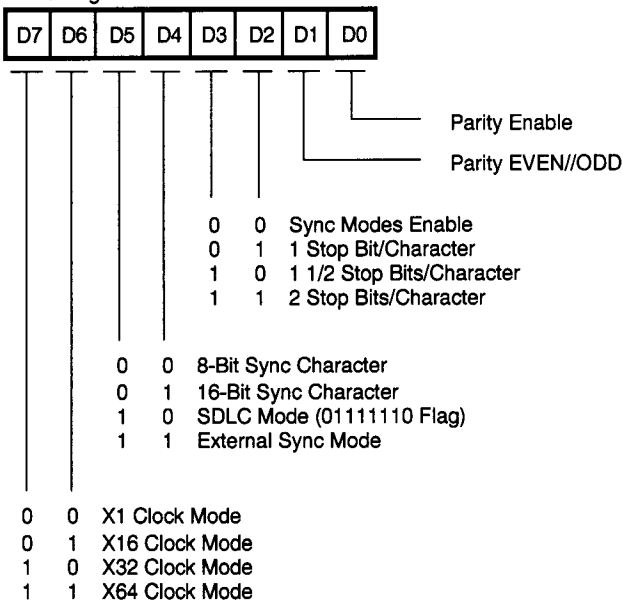 D7 D6 D5 D4 D3 D2 D1 D0
Parity Enable
Parity EVEN//ODD
0 0 Sync Modes Enable
0 1 1 Stop Bit/Character
1 0 1 1/2 Stop Bits/Character
1 1 2 Stop Bits/Character
0 0 8-Bit Sync Character
0 1 16-Bit Sync Character
1 0 SDLC Mode (01111110 Flag)
1 1 External Sync Mode
0 0 X1 Clock Mode
0 1 X16 Clock Mode
1 0 X32 Clock Mode
1 1 X64 Clock Mode